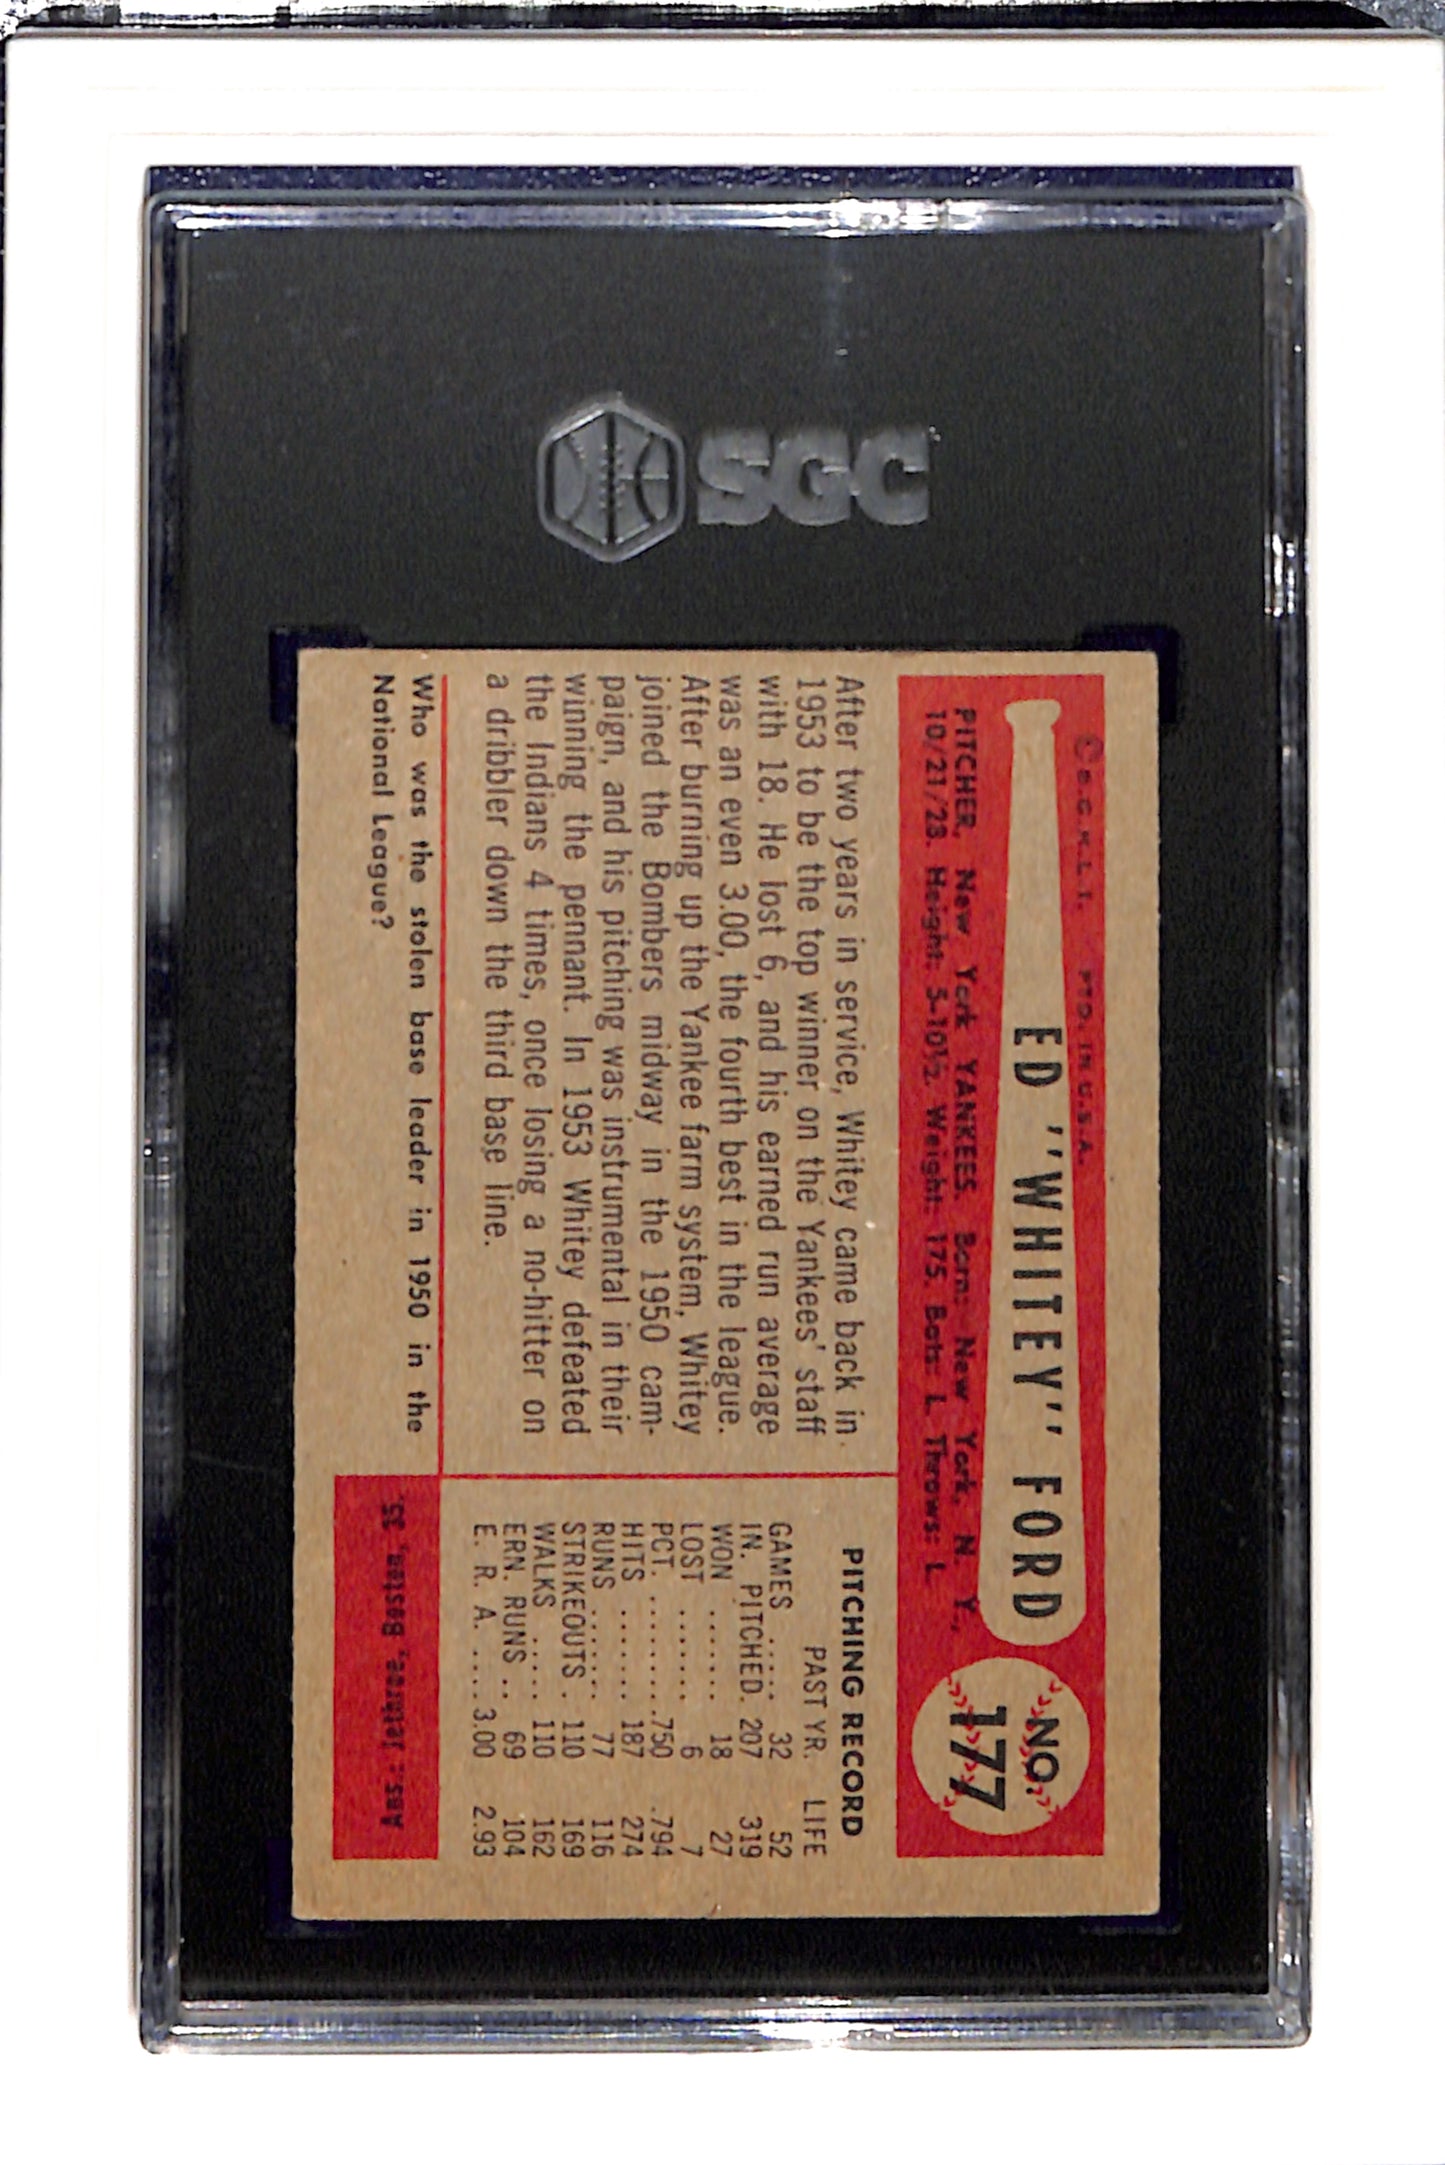 SGC
© B.G.H.L.I. PTD. IN U.S.A.
ED "WHITEY" FORD
NO.
177
PITCHER, New York YANKEES. Born: New York, N. Y.,
10/21/28. Height: 5-10½. Weight: 175. Bats: L. Throws: L
After two years in service, Whitey came back in
1953 to be the top winner on the Yankees' staff
with 18. He lost 6, and his earned run average
was an even 3.00, the fourth best in the league.
After burning up the Yankee farm system, Whitey
joined the Bombers midway in the 1950 cam-
paign, and his pitching was instrumental in their
winning the pennant. In 1953 Whitey defeated
the Indians 4 times, once losing a no-hitter on
a dribbler down the third base line.
PITCHING RECORD
PAST YR. LIFE
GAMES ..... 32 52
IN. PITCHED. 207 319
WON ...... 18 27
LOST ...... 6 7
PCT. ........ .750 .794
HITS ...... 187 274
RUNS ...... 77 116
STRIKEOUTS . 110 169
WALKS .... 110 162
ERN. RUNS .. 69 104
E. R. A. .... 3.00 2.93
Who was the stolen base leader in 1950 in the
National League?
Ans: Jethroe, Boston, 35.